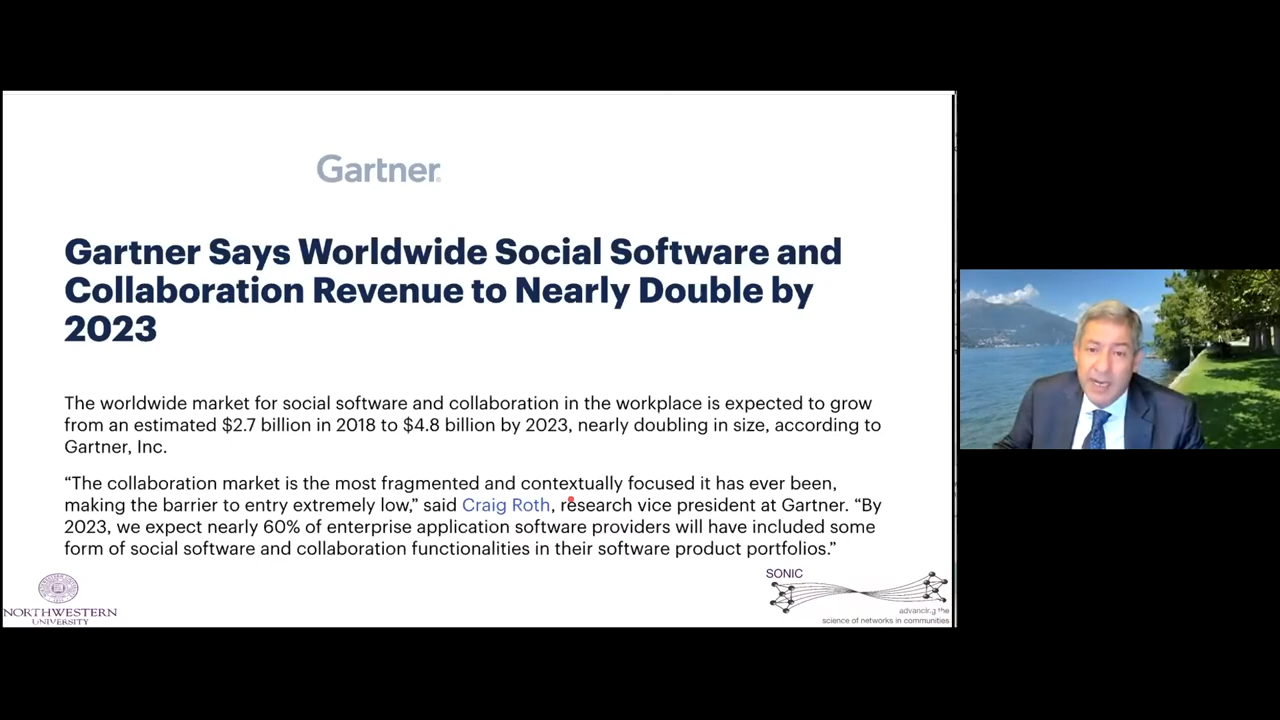 Gartner
Gartner Says Worldwide Social Software and
Collaboration Revenue to Nearly Double by
2023
The worldwide market for social software and collaboration in the workplace is expected to grow
from an estimated $2.7 billion in 2018 to $4.8 billion by 2023, nearly doubling in size, according to
Gartner, Inc.
“The collaboration market is the most fragmented and contextually focused it has ever been,
making the barrier to entry extremely low,” said Craig Roth, research vice president at Gartner. “By
2023, we expect nearly 60% of enterprise application software providers will have included some
form of social software and collaboration functionalities in their software product portfolios.”
NORTHWESTERN
UNIVERSITY
SONIC
advancing the
science of networks in communities